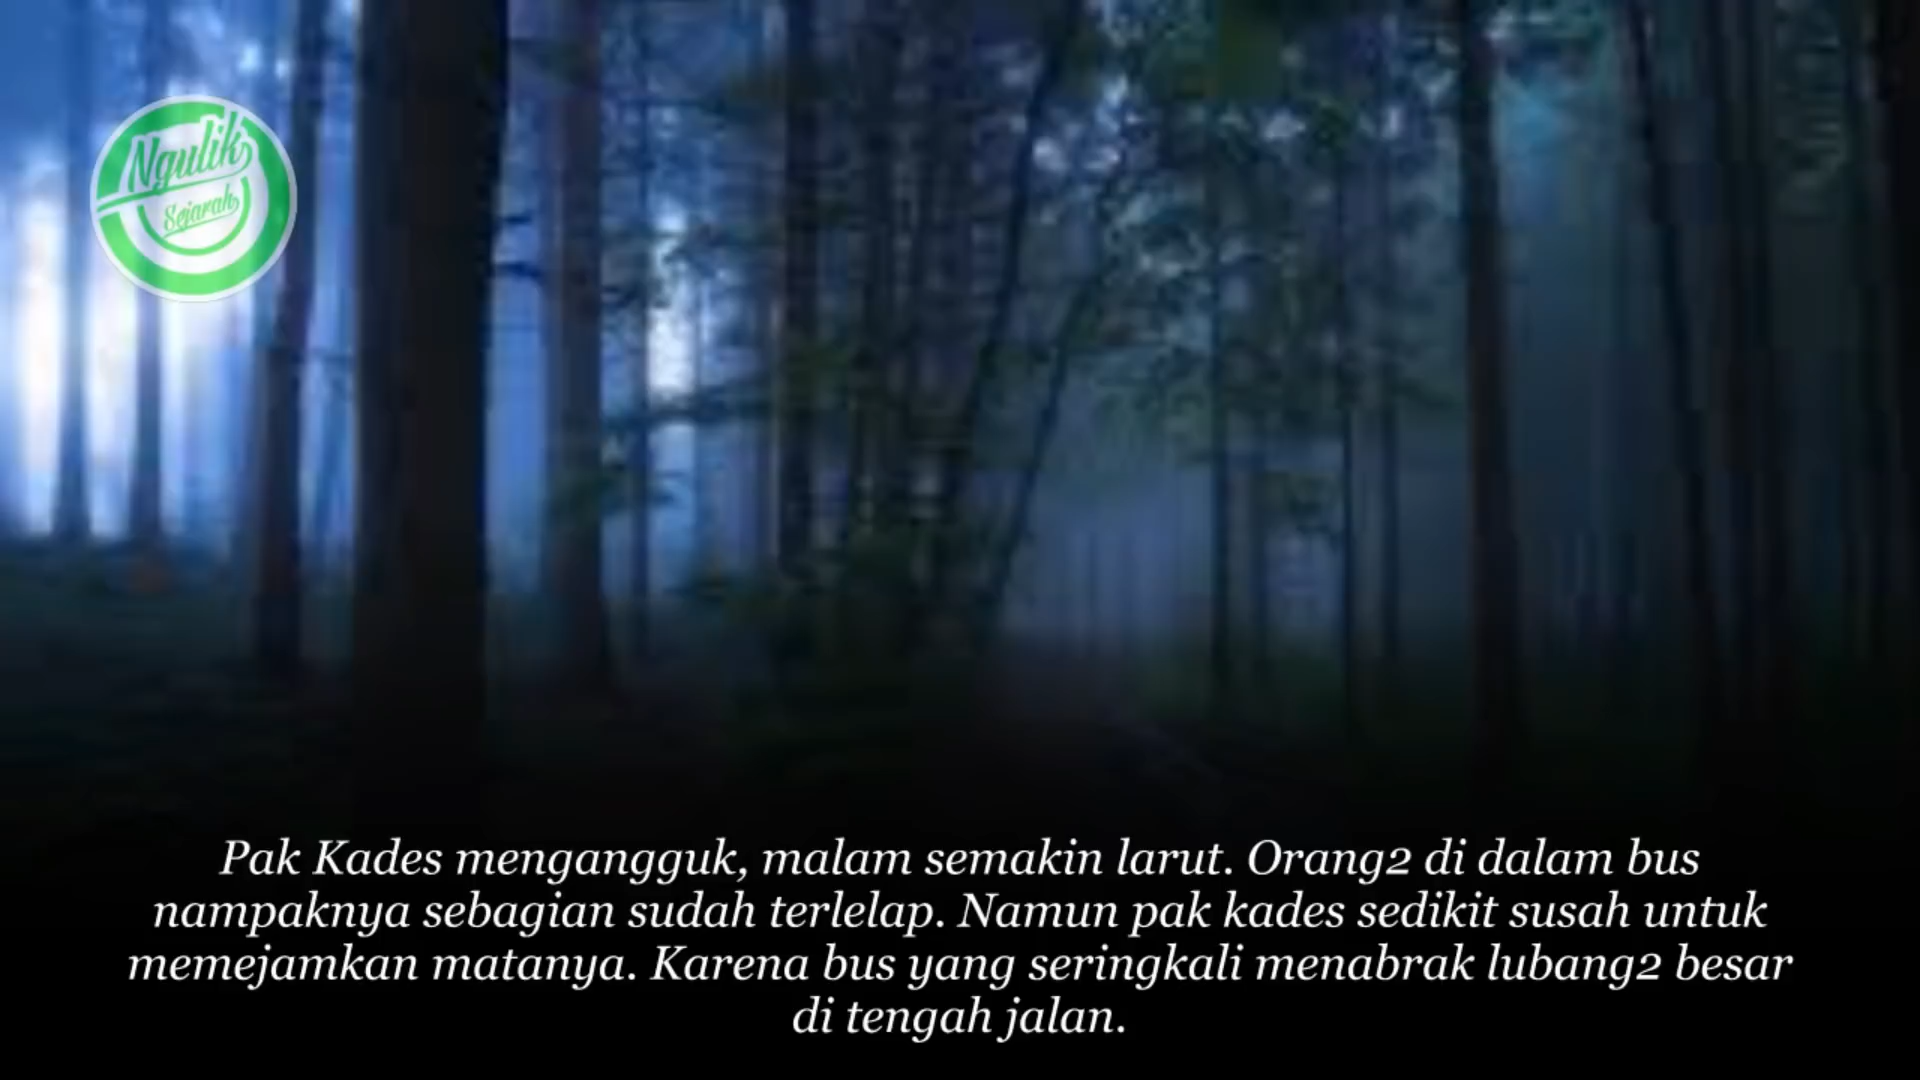 Ngulik
Sejarah
Pak Kades mengangguk, malam semakin larut. Orang2 di dalam bus
nampaknya sebagian sudah terlelap. Namun pak kades sedikit susah untuk
memejamkan matanya. Karena bus yang seringkali menabrak lubang2 besar
di tengah jalan.